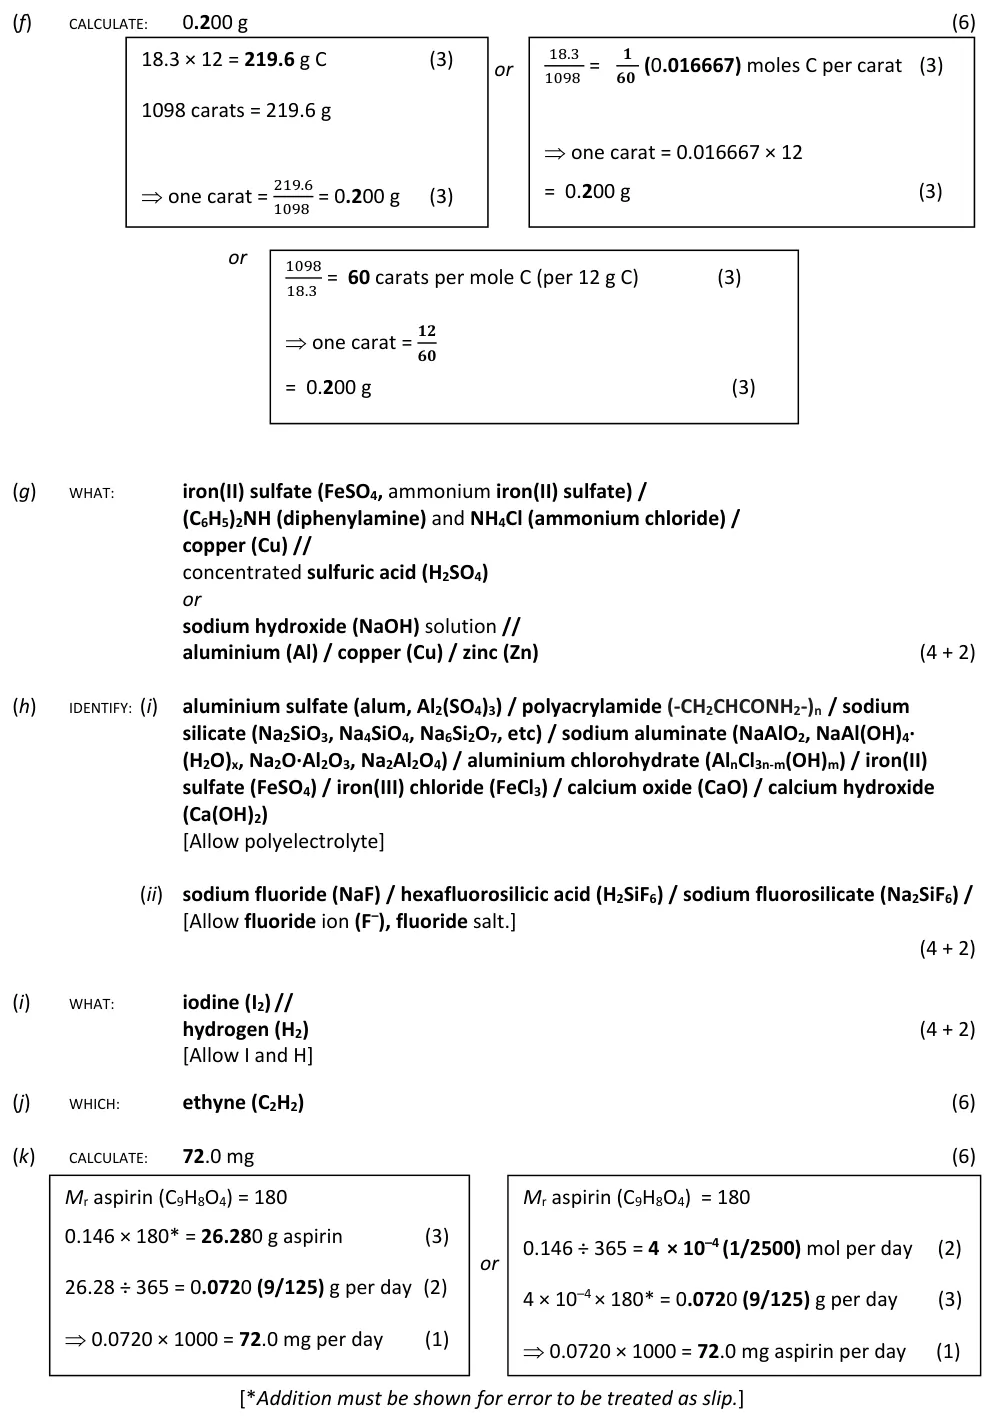 (f) CALCULATE: 0.200 g (6)
18.3 × 12 = 219.6 g C (3)
1098 carats = 219.6 g
⇒ one carat = 219.6/1098 = 0.200 g (3)
or
18.3/1098 = 1/60 (0.016667) moles C per carat (3)
⇒ one carat = 0.016667 × 12
= 0.200 g (3)
or
1098/18.3 = 60 carats per mole C (per 12 g C) (3)
⇒ one carat = 12/60
= 0.200 g (3)
(g) WHAT: iron(II) sulfate (FeSO₄, ammonium iron(II) sulfate) /
(C₆H₅)₂NH (diphenylamine) and NH₄Cl (ammonium chloride) /
copper (Cu) //
concentrated sulfuric acid (H₂SO₄)
or
sodium hydroxide (NaOH) solution //
aluminium (Al) / copper (Cu) / zinc (Zn) (4 + 2)
(h) IDENTIFY: (i) aluminium sulfate (alum, Al₂(SO₄)₃) / polyacrylamide (-CH₂CHCONH₂-)ₙ / sodium
silicate (Na₂SiO₃, Na₄SiO₄, Na₆Si₂O₇, etc) / sodium aluminate (NaAlO₂, NaAl(OH)₄·
(H₂O)ₓ, Na₂O·Al₂O₃, Na₂Al₂O₄) / aluminium chlorohydrate (AlₙCl₃ₙ₋ₘ(OH)ₘ) / iron(II)
sulfate (FeSO₄) / iron(III) chloride (FeCl₃) / calcium oxide (CaO) / calcium hydroxide
(Ca(OH)₂)
[Allow polyelectrolyte]
(ii) sodium fluoride (NaF) / hexafluorosilicic acid (H₂SiF₆) / sodium fluorosilicate (Na₂SiF₆) /
[Allow fluoride ion (F⁻), fluoride salt.]
(4 + 2)
(i) WHAT: iodine (I₂) //
hydrogen (H₂) (4 + 2)
[Allow I and H]
(j) WHICH: ethyne (C₂H₂) (6)
(k) CALCULATE: 72.0 mg (6)
Mᵣ aspirin (C₉H₈O₄) = 180
0.146 × 180* = 26.280 g aspirin (3)
26.28 ÷ 365 = 0.0720 (9/125) g per day (2)
⇒ 0.0720 × 1000 = 72.0 mg per day (1)
or
Mᵣ aspirin (C₉H₈O₄) = 180
0.146 ÷ 365 = 4 × 10⁻⁴ (1/2500) mol per day (2)
4 × 10⁻⁴ × 180* = 0.0720 (9/125) g per day (3)
⇒ 0.0720 × 1000 = 72.0 mg aspirin per day (1)
[*Addition must be shown for error to be treated as slip.]